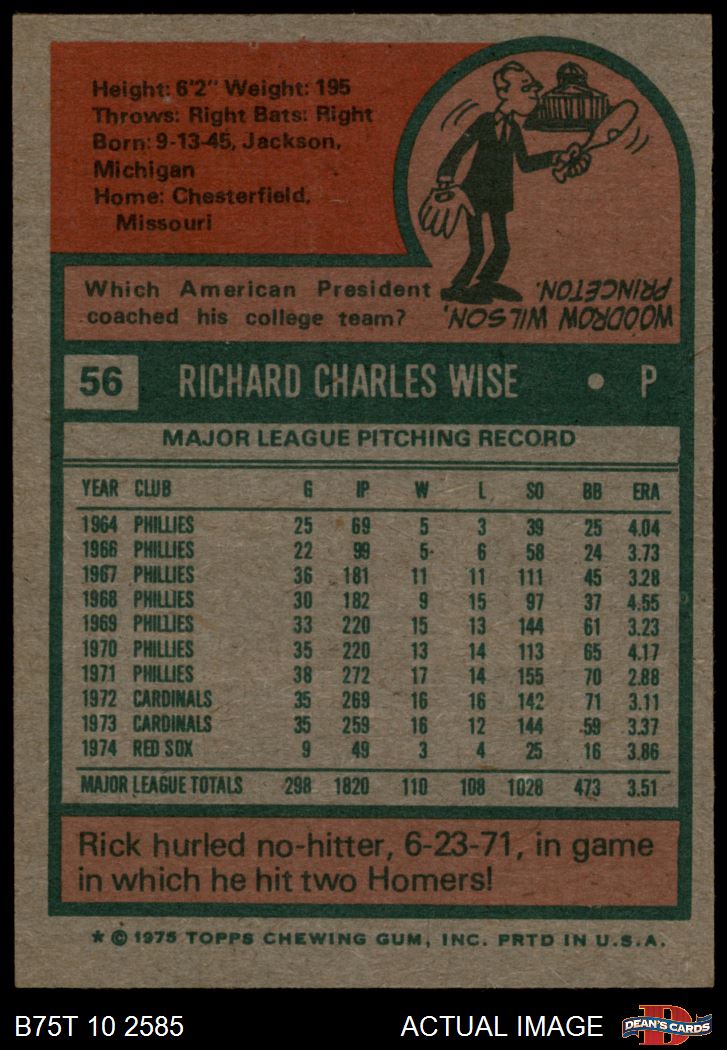 Height: 6'2" Weight: 195
Throws: Right Bats: Right
Born: 9-13-45, Jackson,
Michigan
Home: Chesterfield,
Missouri
Which American President
coached his college team?
WOODROW WILSON,
PRINCETON.
56 RICHARD CHARLES WISE • P
MAJOR LEAGUE PITCHING RECORD
YEAR CLUB G IP W L SO BB ERA
1964 PHILLIES 25 69 5 3 39 25 4.04
1966 PHILLIES 22 99 5 6 58 24 3.73
1967 PHILLIES 36 181 11 11 111 45 3.28
1968 PHILLIES 30 182 9 15 97 37 4.55
1969 PHILLIES 33 220 15 13 144 61 3.23
1970 PHILLIES 35 220 13 14 113 65 4.17
1971 PHILLIES 38 272 17 14 155 70 2.88
1972 CARDINALS 35 269 16 16 142 71 3.11
1973 CARDINALS 35 259 16 12 144 59 3.37
1974 RED SOX 9 49 3 4 25 16 3.86
MAJOR LEAGUE TOTALS 298 1820 110 108 1028 473 3.51
Rick hurled no-hitter, 6-23-71, in game
in which he hit two Homers!
* © 1975 TOPPS CHEWING GUM, INC. PRTD IN U.S.A.
B75T 10 2585 ACTUAL IMAGE D DEAN'S CARDS